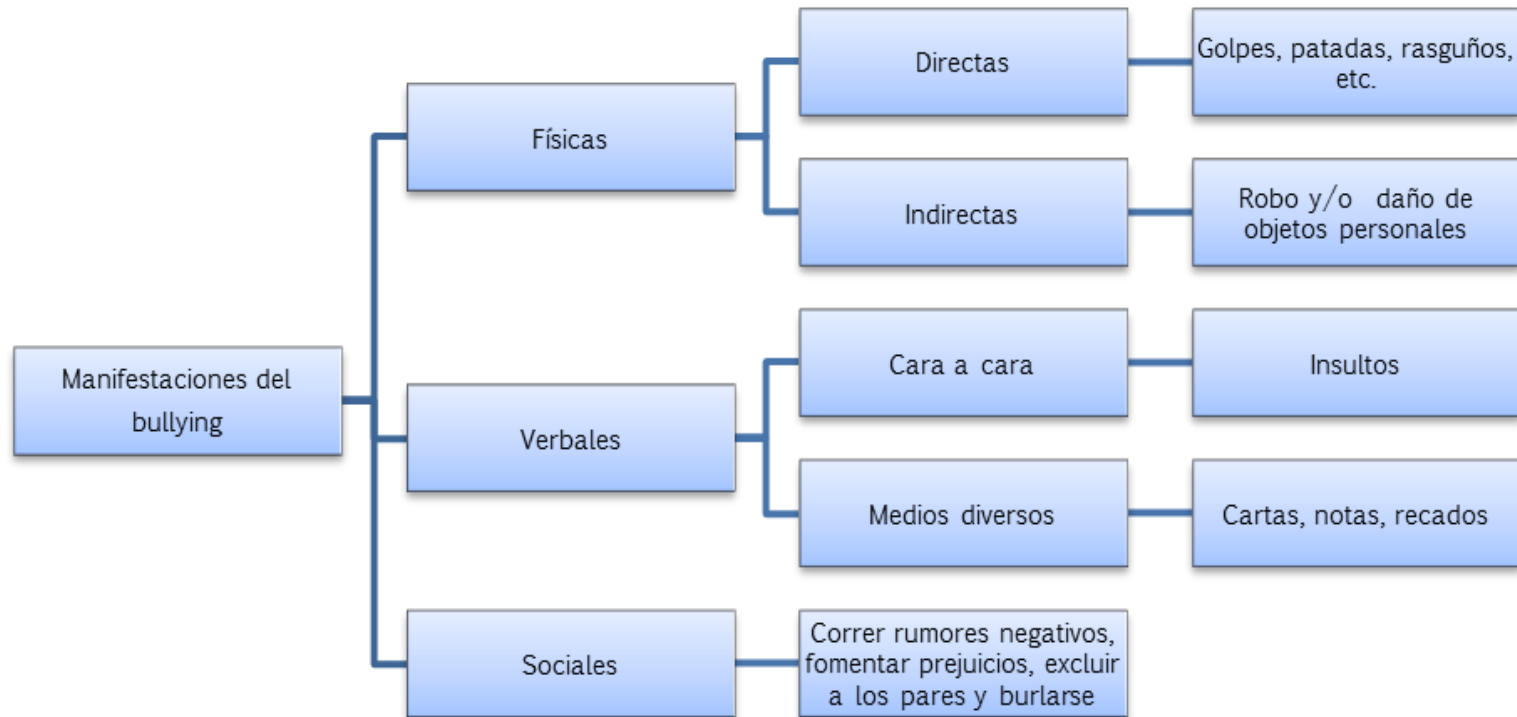 Manifestaciones del
bullying
Físicas
Directas
Golpes, patadas, rasguños,
etc.
Indirectas
Robo y/o daño de
objetos personales
Verbales
Cara a cara
Insultos
Medios diversos
Cartas, notas, recados
Sociales
Correr rumores negativos,
fomentar prejuicios, excluir
a los pares y burlarse